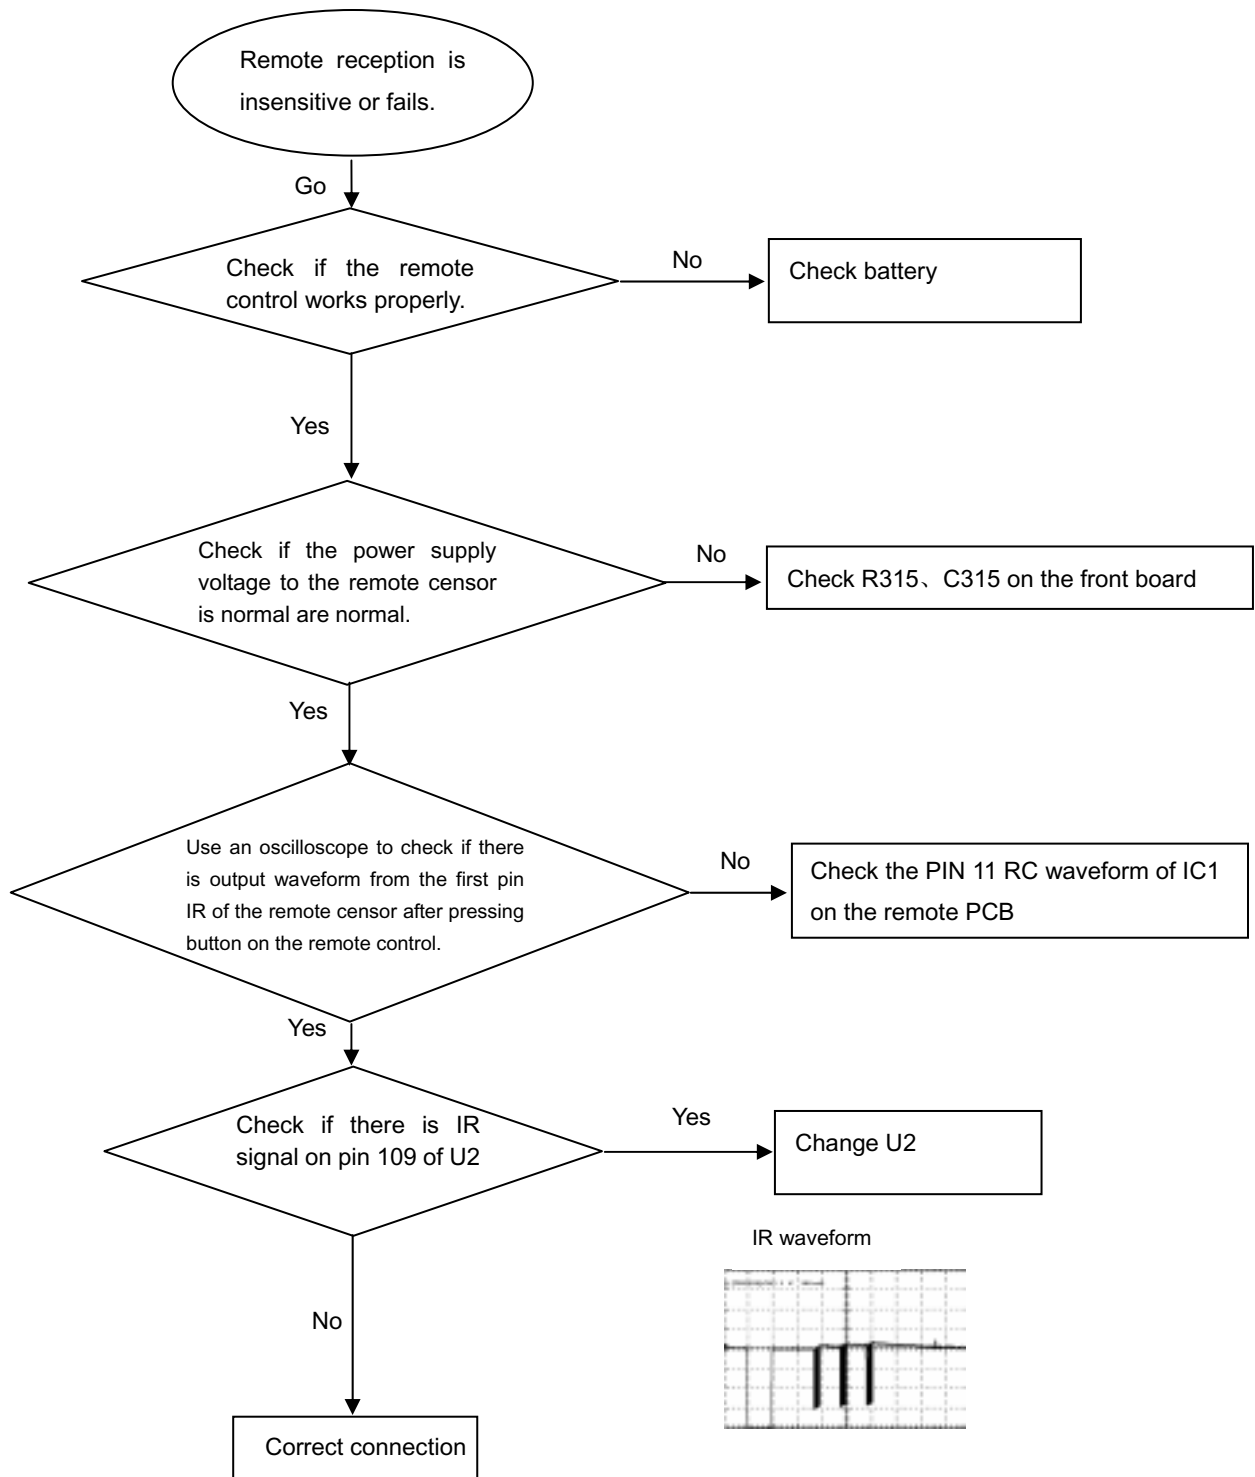 Remote reception is
insensitive or fails.
Go
Check if the remote
control works properly.
No
Check battery
Yes
Check if the power supply
voltage to the remote censor
is normal are normal.
No
Check R315、C315 on the front board
Yes
Use an oscilloscope to check if there
is output waveform from the first pin
IR of the remote censor after pressing
button on the remote control.
No
Check the PIN 11 RC waveform of IC1
on the remote PCB
Yes
Check if there is IR
signal on pin 109 of U2
Yes
Change U2
IR waveform
No
Correct connection